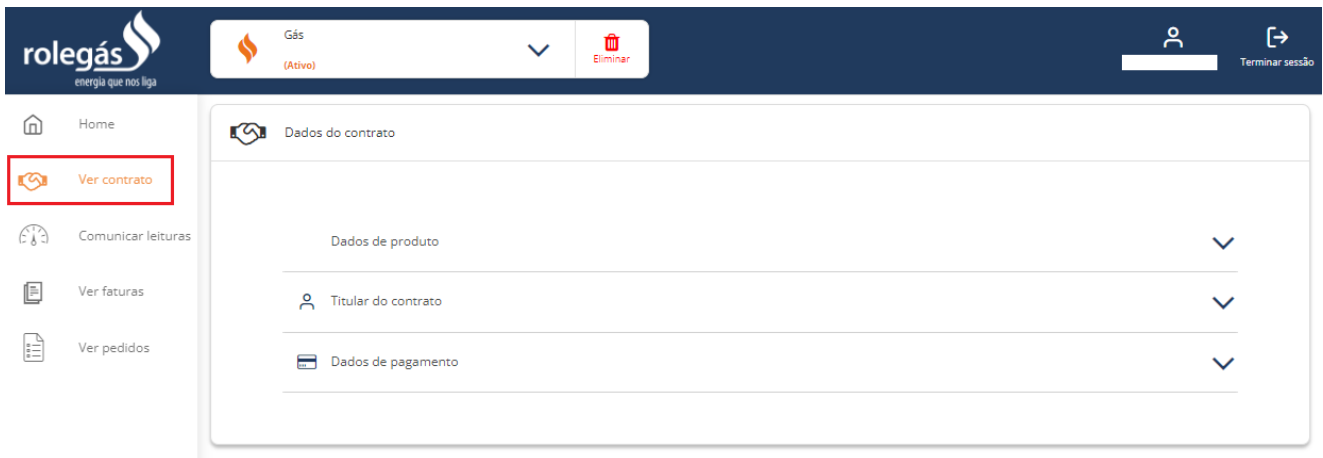 rolegás
energia que nos liga
Gás
(Ativo)
Eliminar
Terminar sessão
Home
Ver contrato
Comunicar leituras
Ver faturas
Ver pedidos
Dados do contrato
Dados de produto
Titular do contrato
Dados de pagamento